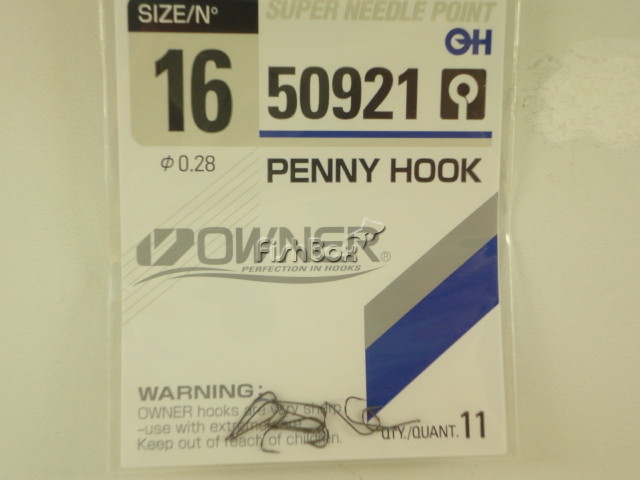 SIZE/N° SUPER NEEDLE POINT
OH
16 50921
φ 0.28 PENNY HOOK
OWNER®
FishBox
PERFECTION IN HOOKS
WARNING:
OWNER hooks are very sharp
-use with extreme
Keep out of reach of children.
QTY./QUANT. 11